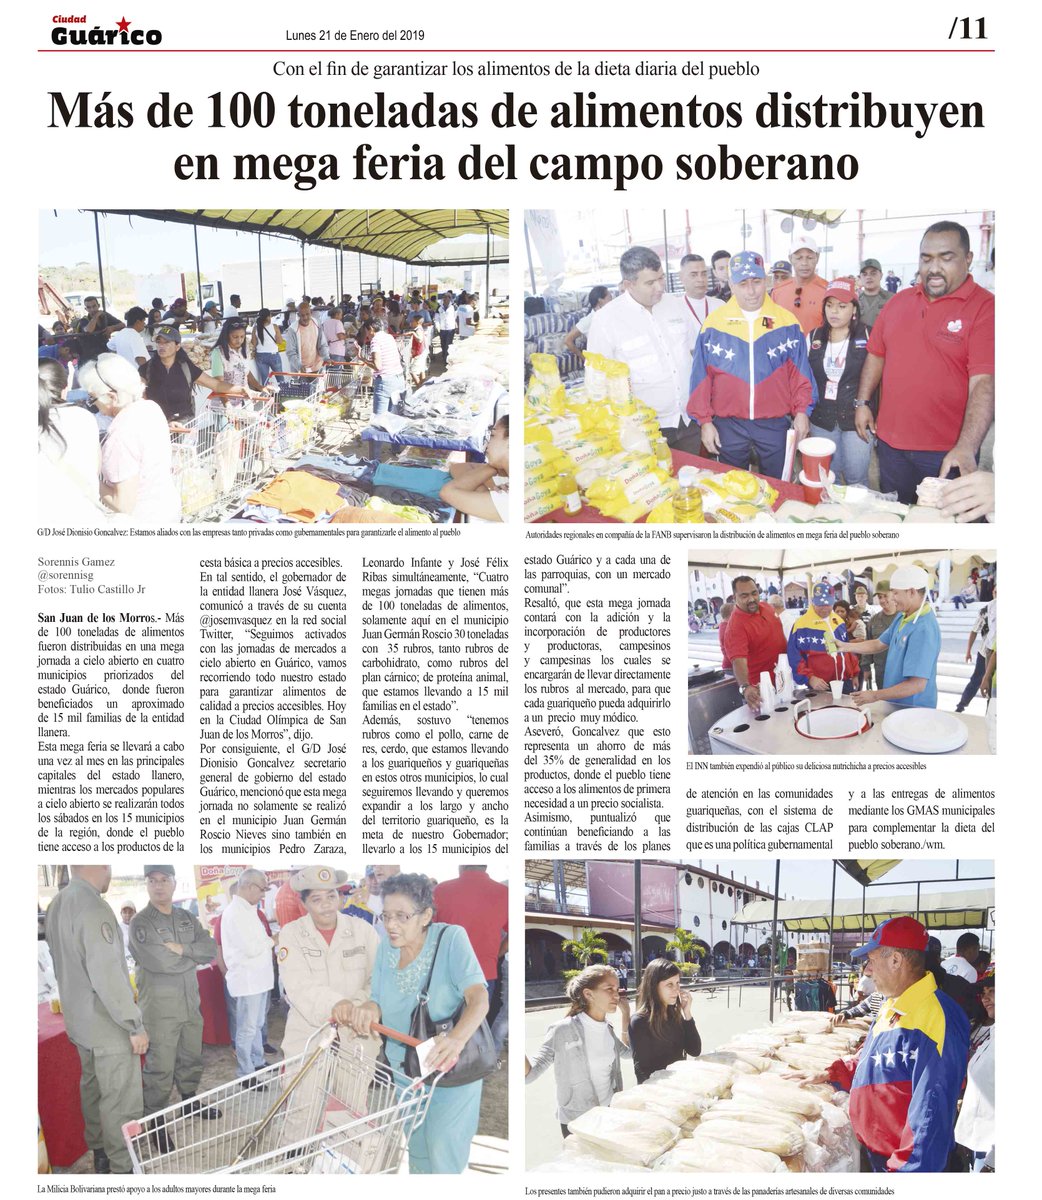 Ciudad
Guárico
Lunes 21 de Enero del 2019
/11
Con el fin de garantizar los alimentos de la dieta diaria del pueblo
Más de 100 toneladas de alimentos distribuyen
en mega feria del campo soberano
G/D José Dionisio Goncalvez: Estamos aliados con las empresas tanto privadas como gubernamentales para garantizarle el alimento al pueblo
Autoridades regionales en compañía de la FANB supervisaron la distribución de alimentos en mega feria del pueblo soberano
Sorennis Gamez
@sorennisg
Fotos: Tulio Castillo Jr
San Juan de los Morros.- Más
de 100 toneladas de alimentos
fueron distribuidas en una mega
jornada a cielo abierto en cuatro
municipios priorizados del
estado Guárico, donde fueron
beneficiados un aproximado
de 15 mil familias de la entidad
llanera.
Esta mega feria se llevará a cabo
una vez al mes en las principales
capitales del estado llanero,
mientras los mercados populares
a cielo abierto se realizarán todos
los sábados en los 15 municipios
de la región, donde el pueblo
tiene acceso a los productos de la
cesta básica a precios accesibles.
En tal sentido, el gobernador de
la entidad llanera José Vásquez,
comunicó a través de su cuenta
@josemvasquez en la red social
Twitter, “Seguimos activados
con las jornadas de mercados a
cielo abierto en Guárico, vamos
recorriendo todo nuestro estado
para garantizar alimentos de
calidad a precios accesibles. Hoy
en la Ciudad Olímpica de San
Juan de los Morros”, dijo.
Por consiguiente, el G/D José
Dionisio Goncalvez secretario
general de gobierno del estado
Guárico, mencionó que esta mega
jornada no solamente se realizó
en el municipio Juan Germán
Roscio Nieves sino también en
los municipios Pedro Zaraza,
Leonardo Infante y José Félix
Ribas simultáneamente, “Cuatro
megas jornadas que tienen más
de 100 toneladas de alimentos,
solamente aquí en el municipio
Juan Germán Roscio 30 toneladas
con 35 rubros, tanto rubros de
carbohidrato, como rubros del
plan cárnico; de proteína animal,
que estamos llevando a 15 mil
familias en el estado”.
Además, sostuvo “tenemos
rubros como el pollo, carne de
res, cerdo, que estamos llevando
a los guariqueños y guariqueñas
en estos otros municipios, lo cual
seguiremos llevando y queremos
expandir a los largo y ancho
del territorio guariqueño, es la
meta de nuestro Gobernador;
llevarlo a los 15 municipios del
estado Guárico y a cada una de
las parroquias, con un mercado
comunal”.
Resaltó, que esta mega jornada
contará con la adición y la
incorporación de productores
y productoras, campesinos
y campesinas los cuales se
encargarán de llevar directamente
los rubros al mercado, para que
cada guariqueño pueda adquirirlo
a un precio muy módico.
Aseveró, Goncalvez que esto
representa un ahorro de más
del 35% de generalidad en los
productos, donde el pueblo tiene
acceso a los alimentos de primera
necesidad a un precio socialista.
Asimismo, puntualizó que
continúan beneficiando a las
familias a través de los planes
El INN también expendió al público su deliciosa nutrichicha a precios accesibles
de atención en las comunidades
guariqueñas, con el sistema de
distribución de las cajas CLAP
que es una política gubernamental
y a las entregas de alimentos
mediante los GMAS municipales
para complementar la dieta del
pueblo soberano./wm.
La Milicia Bolivariana prestó apoyo a los adultos mayores durante la mega feria
Los presentes también pudieron adquirir el pan a precio justo a través de las panaderías artesanales de diversas comunidades